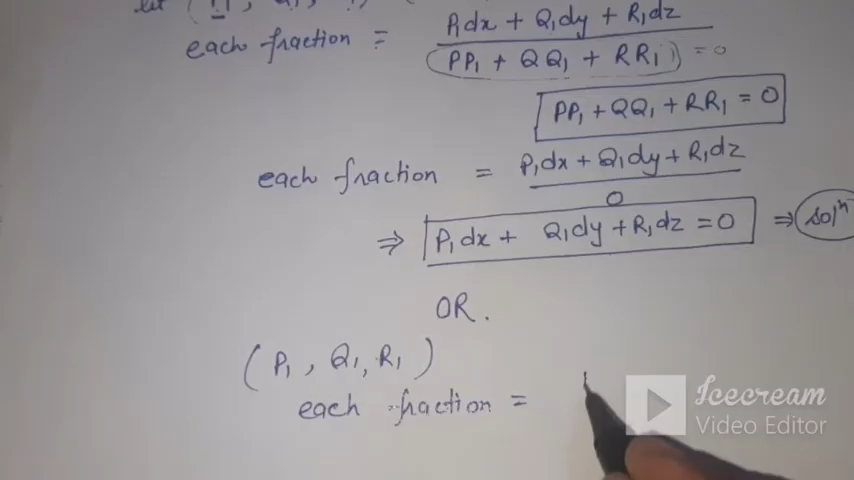 let (
each fraction = P₁dx + Q₁dy + R₁dz
PP₁ + QQ₁ + RR₁ = 0
PP₁ + QQ₁ + RR₁ = 0
each fraction = P₁dx + Q₁dy + R₁dz
0
⇒ P₁dx + Q₁dy + R₁dz = 0 ⇒ solⁿ
OR.
(P₁, Q₁, R₁)
each fraction =
Icecream
Video Editor